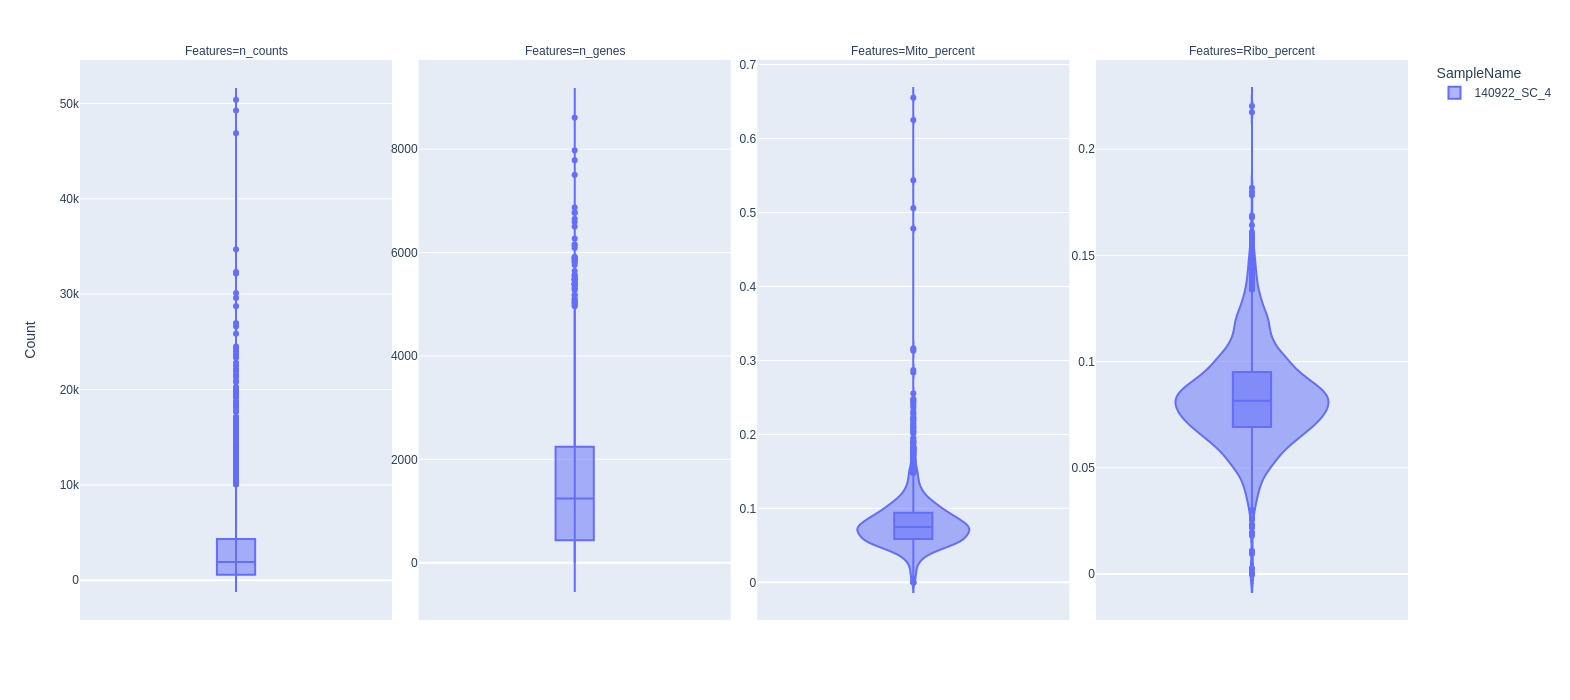 Features=n_counts
Features=n_genes
Features=Mito_percent
Features=Ribo_percent
Count
50k
40k
30k
20k
10k
0
8000
6000
4000
2000
0
0.7
0.6
0.5
0.4
0.3
0.2
0.1
0
0.2
0.15
0.1
0.05
0
SampleName
140922_SC_4